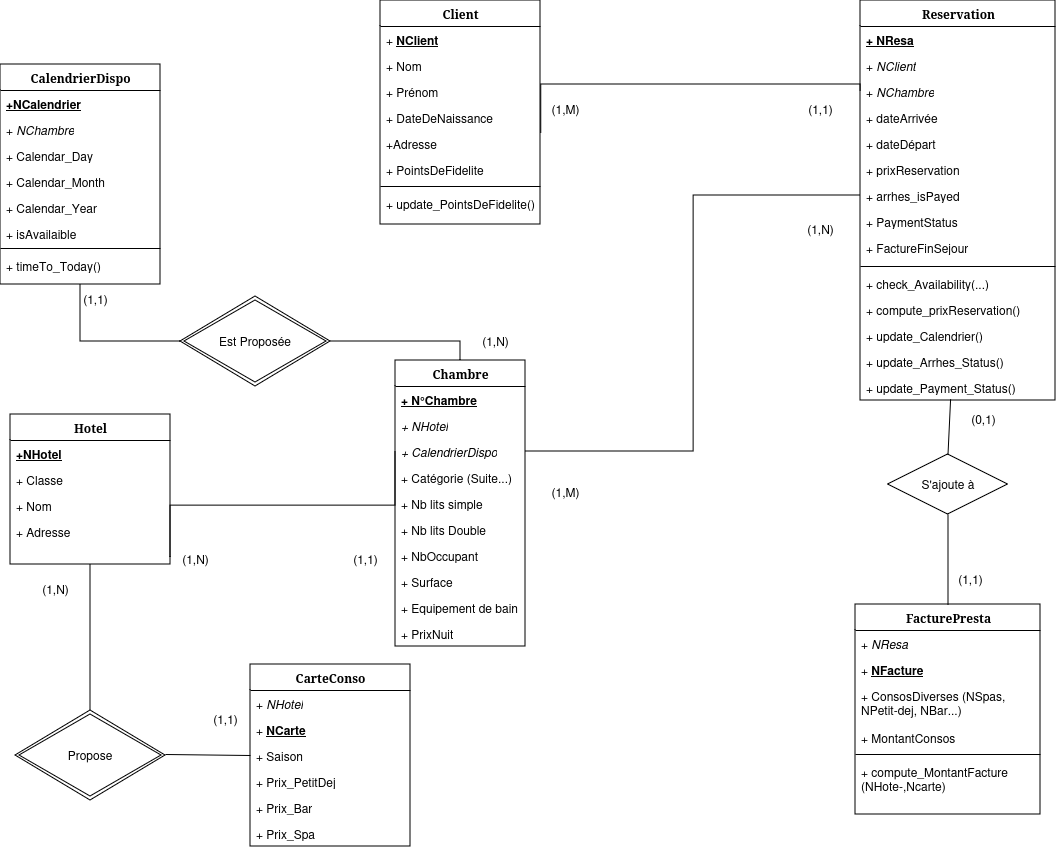 Client
+ NClient
+ Nom
+ Prénom
+ DateDeNaissance
+Adresse
+ PointsDeFidelite
+ update_PointsDeFidelite()
Reservation
+ NResa
+ NClient
+ NChambre
+ dateArrivée
+ dateDépart
+ prixReservation
+ arrhes_isPayed
+ PaymentStatus
+ FactureFinSejour
+ check_Availability(...)
+ compute_prixReservation()
+ update_Calendrier()
+ update_Arrhes_Status()
+ update_Payment_Status()
(1,M)
(1,1)
(1,N)
CalendrierDispo
+NCalendrier
+ NChambre
+ Calendar_Day
+ Calendar_Month
+ Calendar_Year
+ isAvailaible
+ timeTo_Today()
(1,1)
Est Proposée
(1,N)
Chambre
+ N°Chambre
+ NHotel
+ CalendrierDispo
+ Catégorie (Suite...)
+ Nb lits simple
+ Nb lits Double
+ NbOccupant
+ Surface
+ Equipement de bain
+ PrixNuit
(1,M)
(0,1)
S'ajoute à
(1,1)
Hotel
+NHotel
+ Classe
+ Nom
+ Adresse
(1,N)
(1,1)
(1,N)
Propose
(1,1)
CarteConso
+ NHotel
+ NCarte
+ Saison
+ Prix_PetitDej
+ Prix_Bar
+ Prix_Spa
FacturePresta
+ NResa
+ NFacture
+ ConsosDiverses (NSpas,
NPetit-dej, NBar...)
+ MontantConsos
+ compute_MontantFacture
(NHote-,Ncarte)